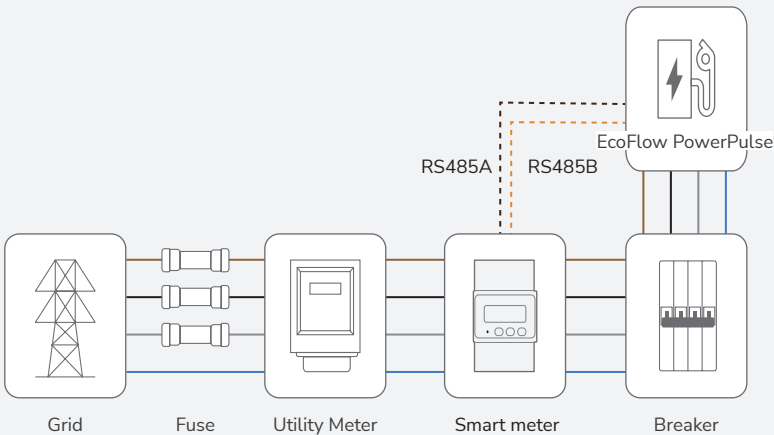 EcoFlow PowerPulse
RS485A
RS485B
Grid
Fuse
Utility Meter
Smart meter
Breaker